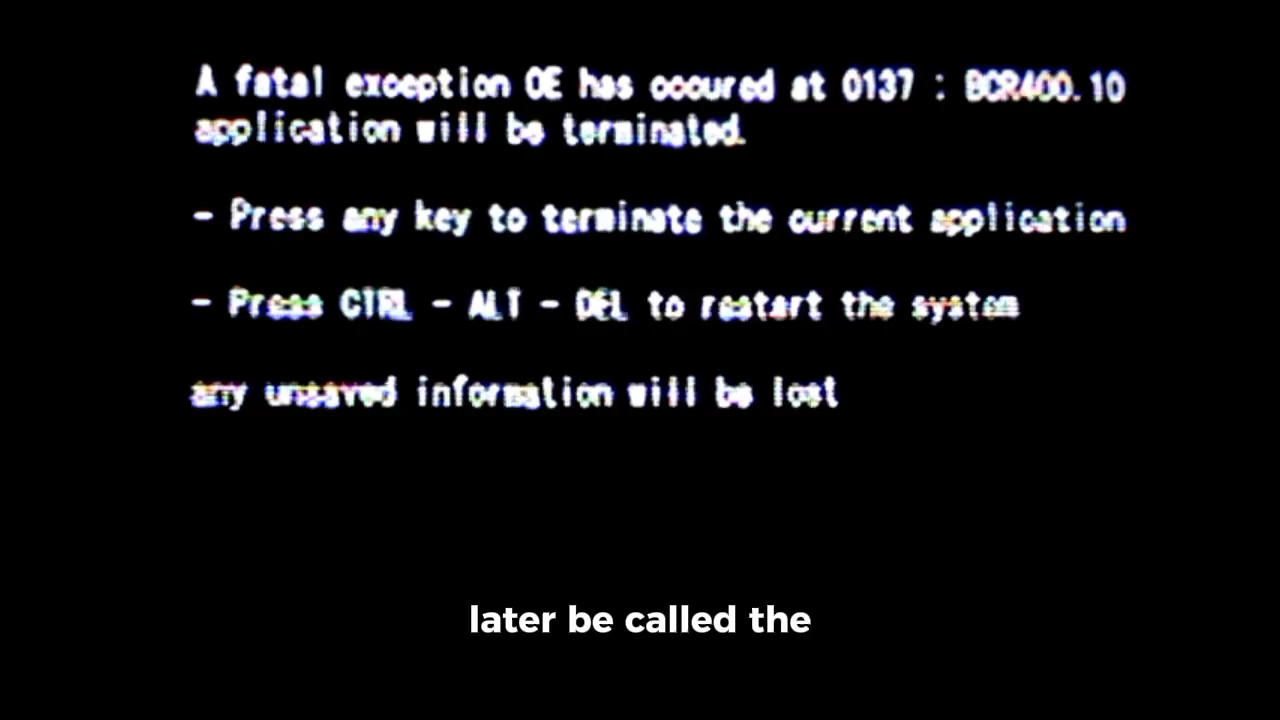 A fatal exception OE has occured at 0137 : BCR400.10
application will be terminated.
- Press any key to terminate the current application
- Press CTRL - ALT - DEL to restart the system
any unsaved information will be lost
later be called the